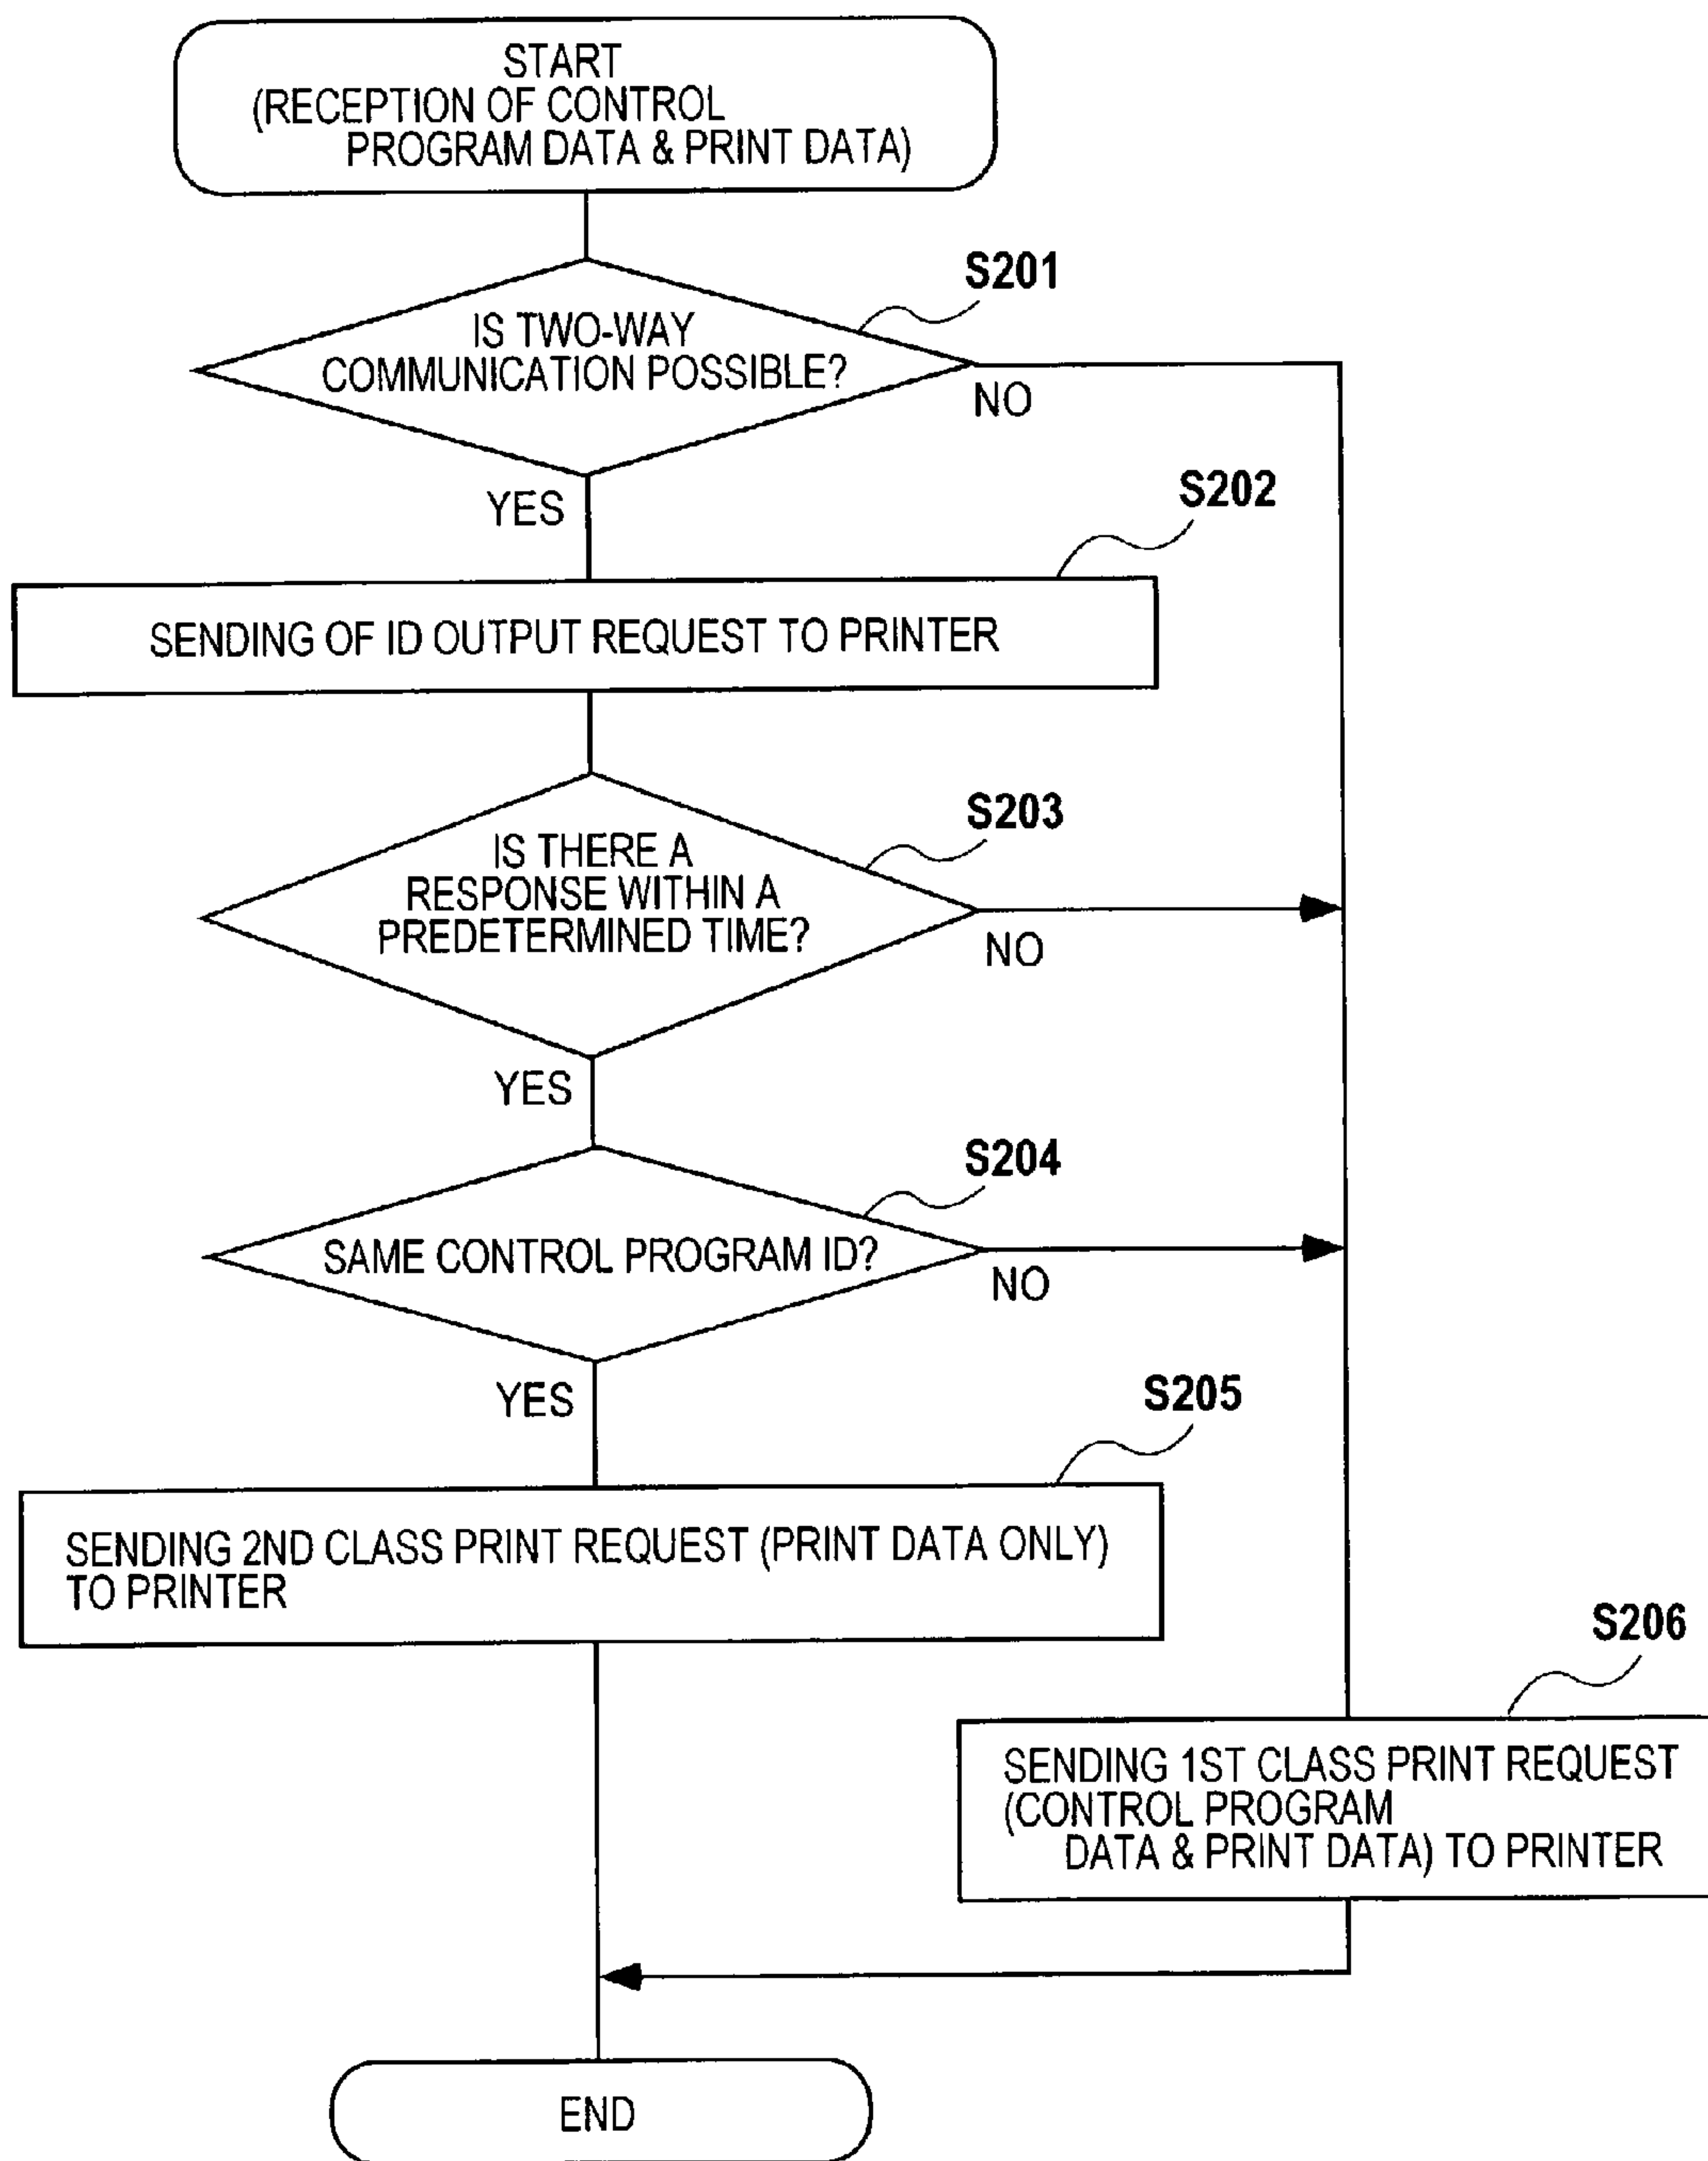 START
(RECEPTION OF CONTROL
PROGRAM DATA & PRINT DATA)
S201
IS TWO-WAY
COMMUNICATION POSSIBLE?
NO
YES
S202
SENDING OF ID OUTPUT REQUEST TO PRINTER
S203
IS THERE A
RESPONSE WITHIN A
PREDETERMINED TIME?
NO
YES
S204
SAME CONTROL PROGRAM ID?
NO
YES
S205
SENDING 2ND CLASS PRINT REQUEST (PRINT DATA ONLY)
TO PRINTER
S206
SENDING 1ST CLASS PRINT REQUEST
(CONTROL PROGRAM
DATA & PRINT DATA) TO PRINTER
END